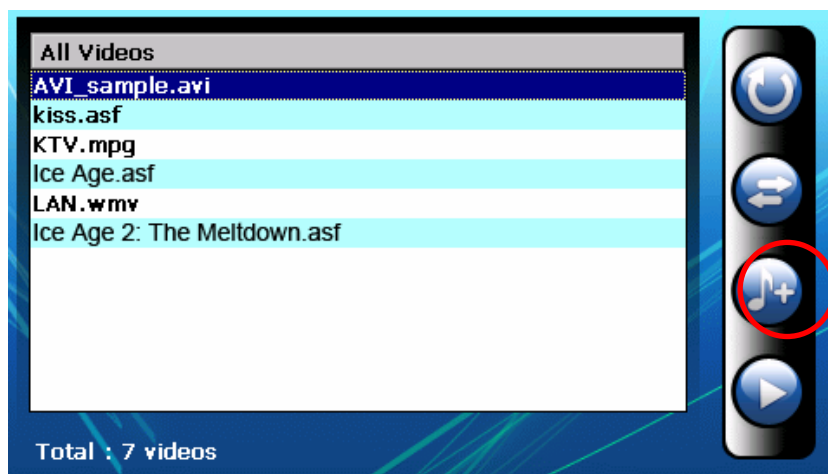 All Videos
AVI_sample.avi
kiss.asf
KTV.mpg
Ice Age.asf
LAN.wmv
Ice Age 2: The Meltdown.asf
Total : 7 videos